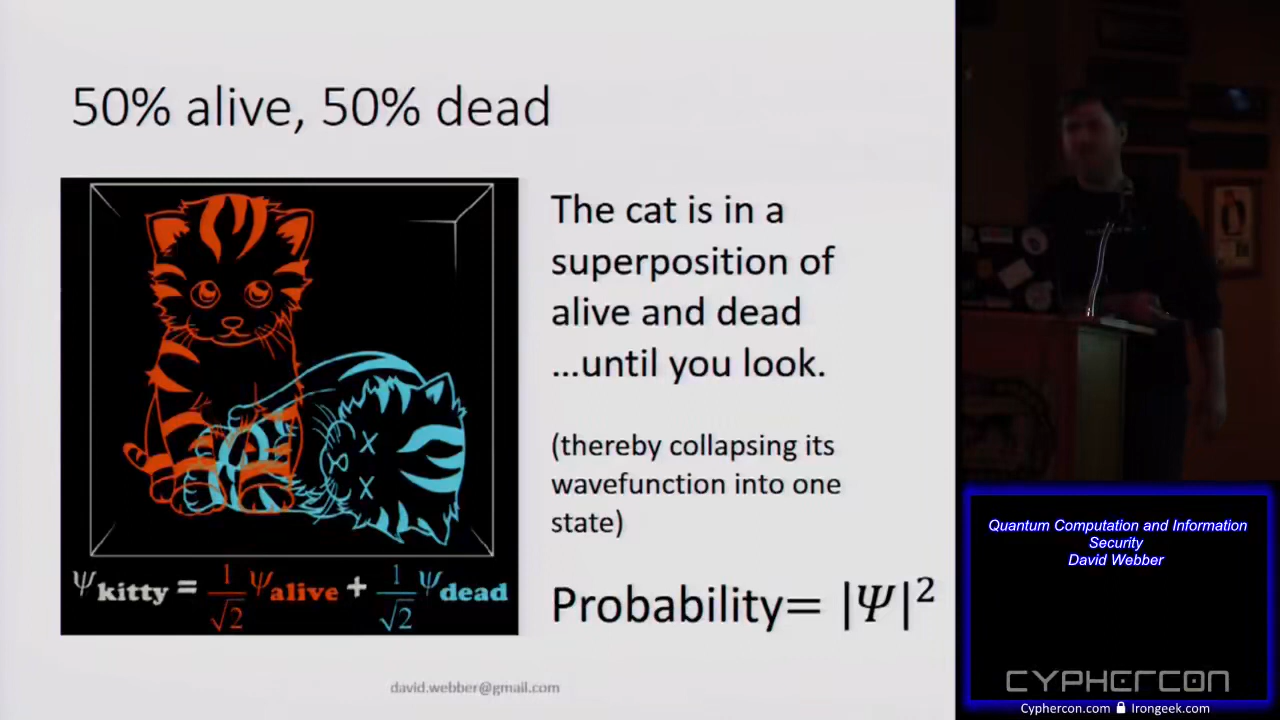 50% alive, 50% dead
The cat is in a
superposition of
alive and dead
...until you look.
(thereby collapsing its
wavefunction into one
state)
Ψkitty = 1/√2 Ψalive + 1/√2 Ψdead
Probability= |Ψ|²
david.webber@gmail.com
Quantum Computation and Information
Security
David Webber
CYPHERCON
Cyphercon.com Irongeek.com